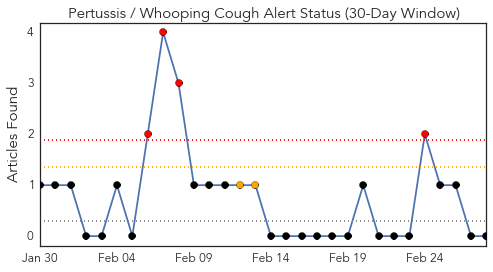 Pertussis / Whooping Cough Alert Status (30-Day Window)
Articles Found
4
3
2
1
0
Jan 30
Feb 04
Feb 09
Feb 14
Feb 19
Feb 24